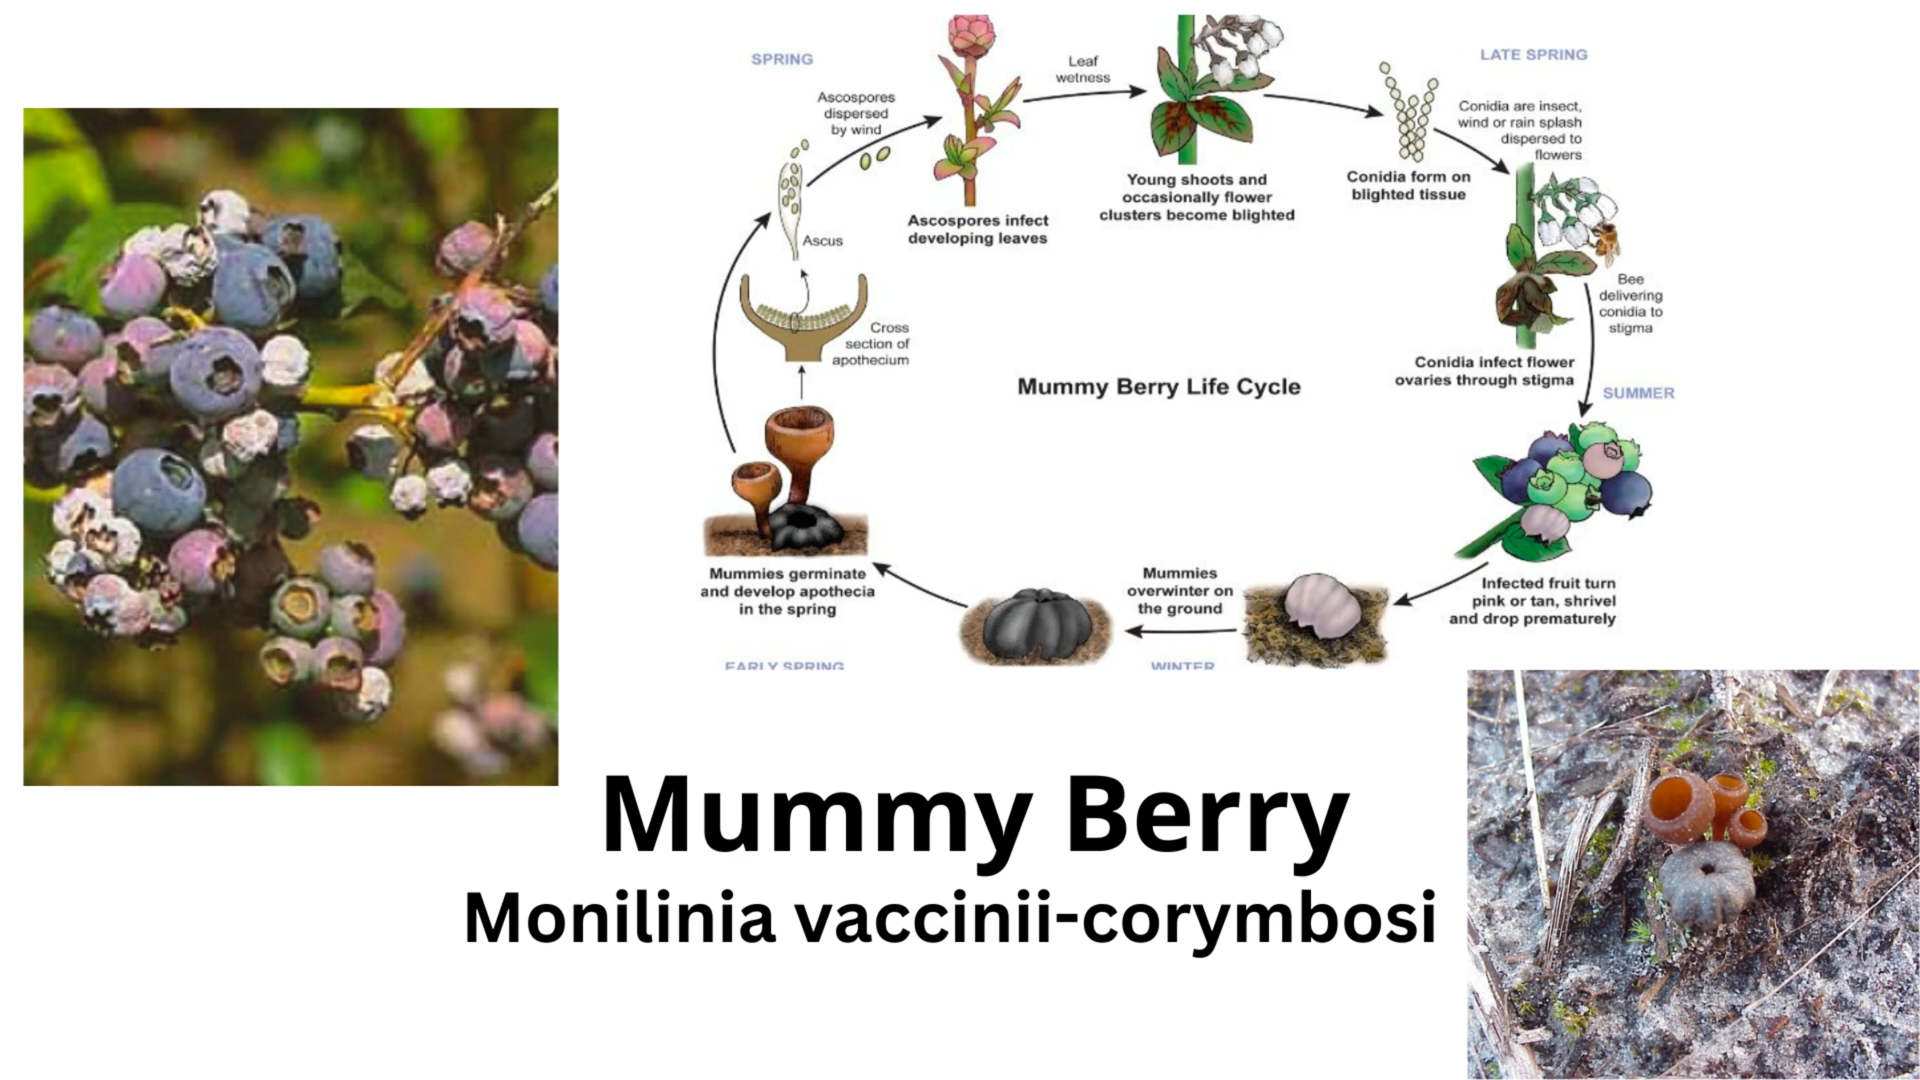 SPRING
Ascospores
dispersed
by wind
Leaf
wetness
LATE SPRING
Conidia are insect,
wind or rain splash
dispersed to
flowers
Ascus
Ascospores infect
developing leaves
Young shoots and
occasionally flower
clusters become blighted
Conidia form on
blighted tissue
Bee
delivering
conidia to
stigma
Cross
section of
apothecium
Conidia infect flower
ovaries through stigma
Mummy Berry Life Cycle
SUMMER
Mummies germinate
and develop apothecia
in the spring
Mummies
overwinter on
the ground
Infected fruit turn
pink or tan, shrivel
and drop prematurely
EARLY SPRING
WINTER
Mummy Berry
Monilinia vaccinii-corymbosi